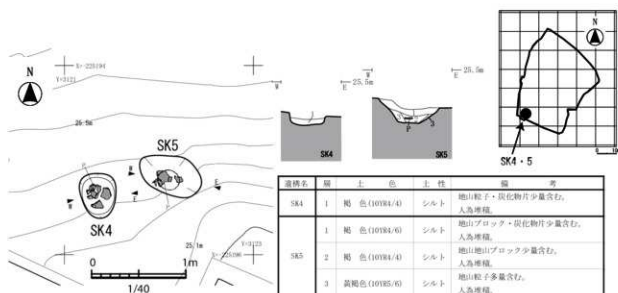 N
X=-225194
Y=3121
25.5m
SK5
SK4
W
E
W
E
25.1m
Y=3123
0 1m
1/40
W
E
25.5m
SK4
W
E
25.5m
P
3
SK5
N
SK4・5
遺構名 層 土 色 土 性 備 考
SK4 1 褐 色(10YR4/4) シルト 地山粒子・炭化物片少量含む。
人為堆積。
SK5 1 褐 色(10YR4/6) シルト 地山ブロック・炭化物片少量含む。
人為堆積。
2 褐 色(10YR4/4) シルト 地山地山ブロック少量含む。
人為堆積。
3 黄褐色(10YR5/6) シルト 地山粒子多量含む。
人為堆積。